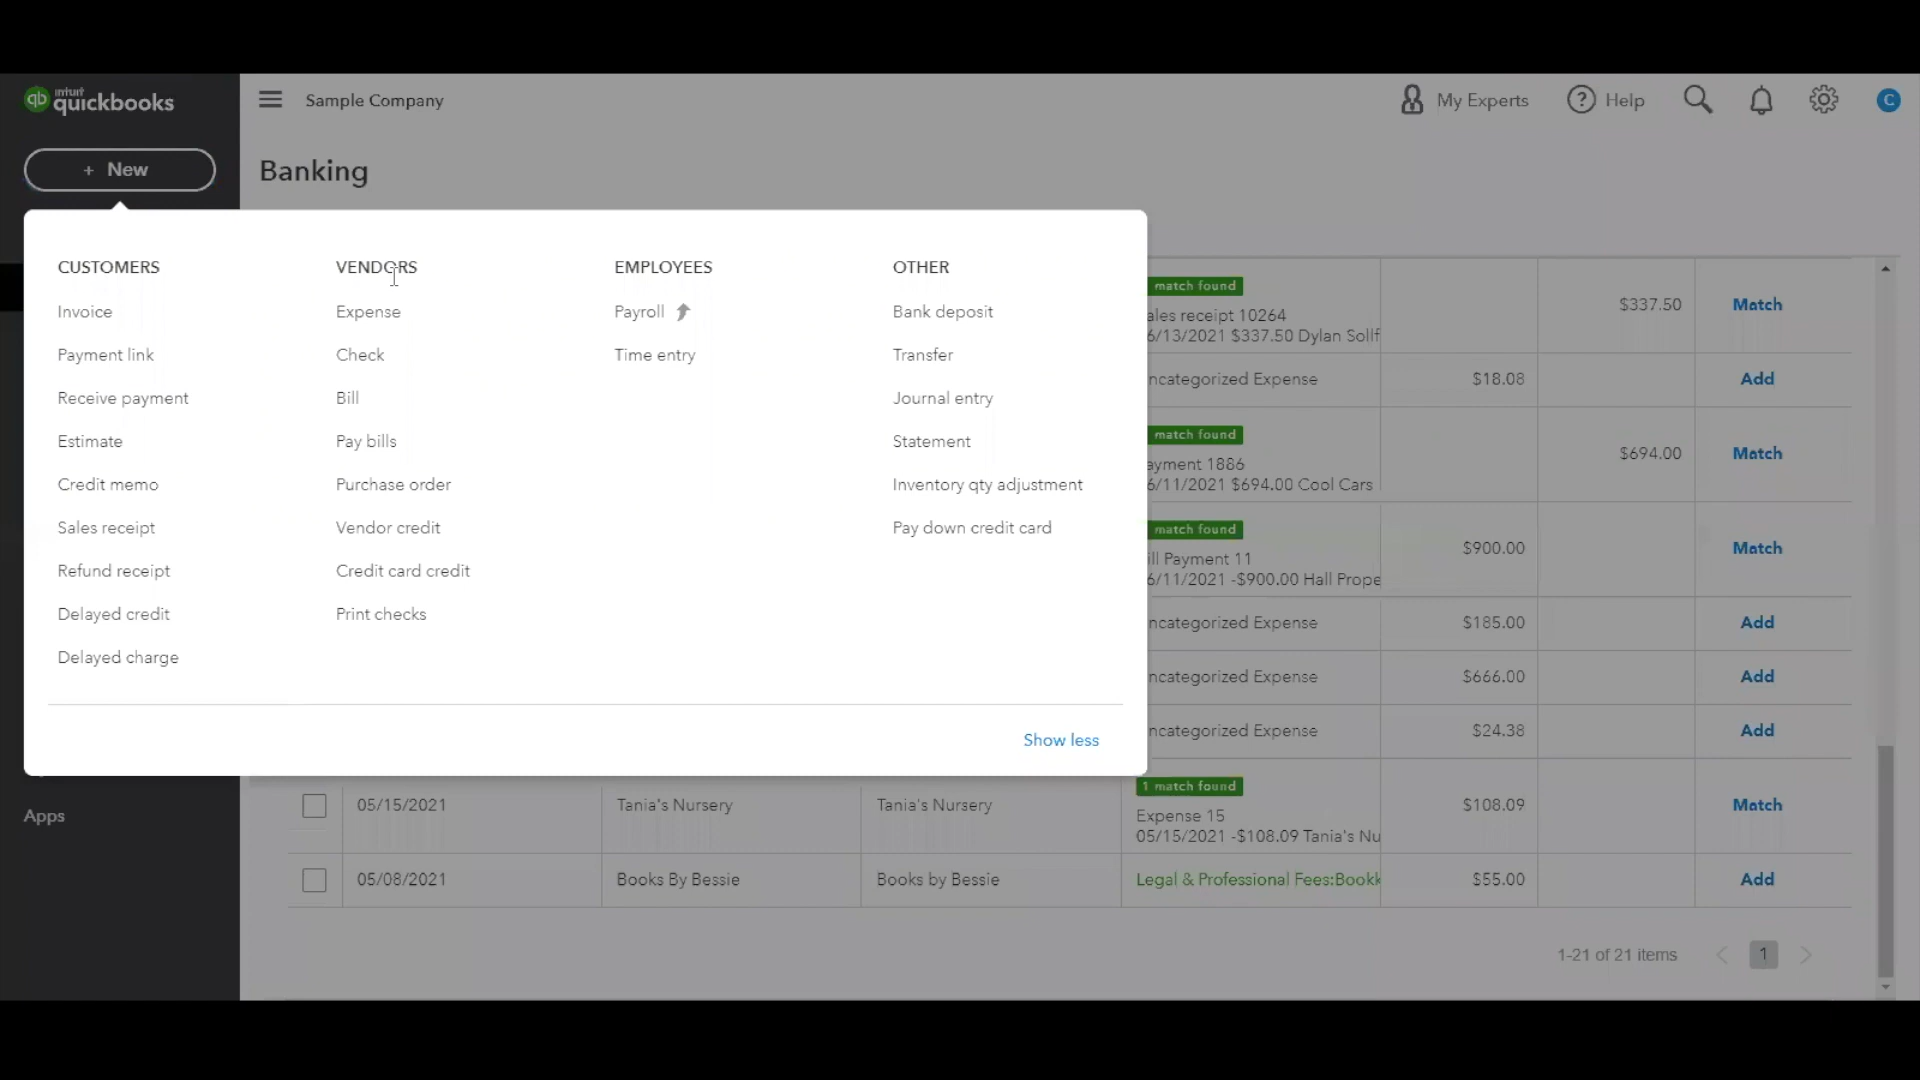 intuit
quickbooks
Sample Company
My Experts
Help
C
+ New
Banking
CUSTOMERS
Invoice
Payment link
Receive payment
Estimate
Credit memo
Sales receipt
Refund receipt
Delayed credit
Delayed charge
VENDORS
Expense
Check
Bill
Pay bills
Purchase order
Vendor credit
Credit card credit
Print checks
EMPLOYEES
Payroll
Time entry
OTHER
Bank deposit
Transfer
Journal entry
Statement
Inventory qty adjustment
Pay down credit card
Show less
match found
ales receipt 10264
6/13/2021 $337.50 Dylan Sollf
$337.50 Match
ncategorized Expense $18.08 Add
match found
ayment 1886
6/11/2021 $694.00 Cool Cars
$694.00 Match
match found
ill Payment 11
6/11/2021 -$900.00 Hall Prope
$900.00 Match
ncategorized Expense $185.00 Add
ncategorized Expense $666.00 Add
ncategorized Expense $24.38 Add
Apps
05/15/2021 Tania's Nursery Tania's Nursery
1 match found
Expense 15
05/15/2021 -$108.09 Tania's Nu
$108.09 Match
05/08/2021 Books By Bessie Books by Bessie Legal & Professional Fees:Bookk $55.00 Add
1-21 of 21 items < 1 >